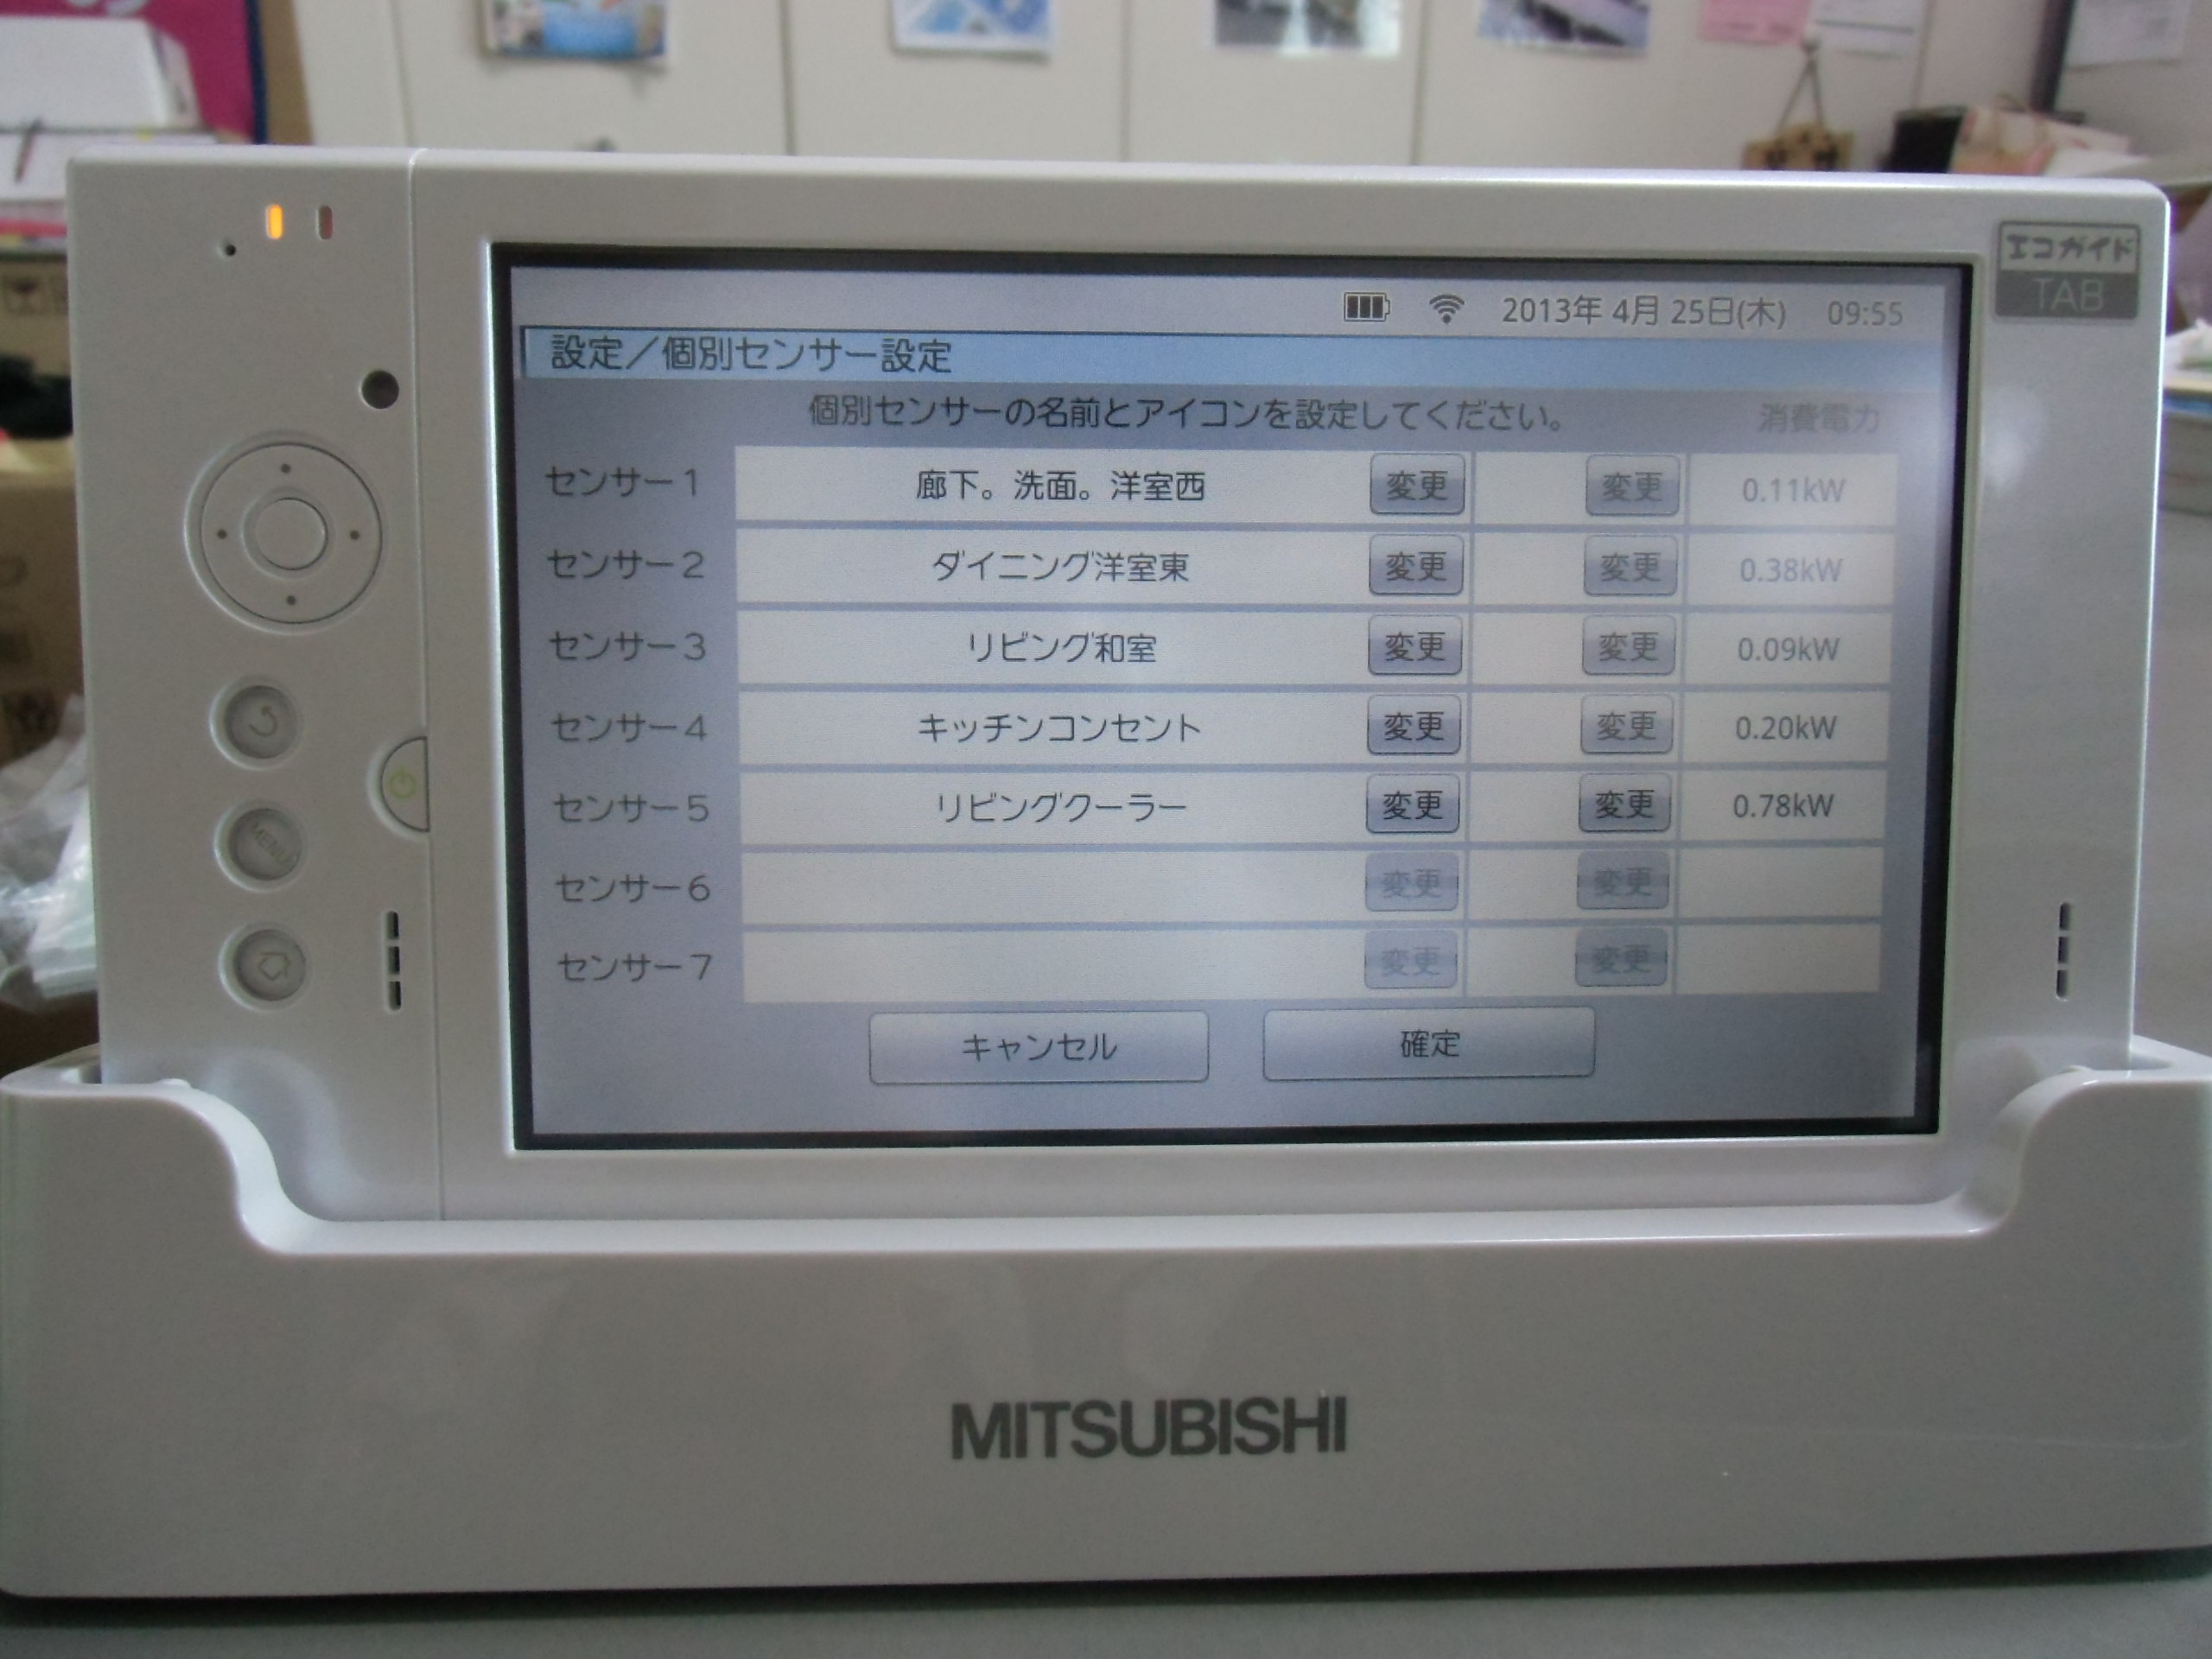 エコガイド
TAB
2013年 4月 25日(木) 09:55
設定／個別センサー設定
個別センサーの名前とアイコンを設定してください。 消費電力
センサー1 廊下。洗面。洋室西 変更 変更 0.11kW
センサー2 ダイニング洋室東 変更 変更 0.38kW
センサー3 リビング和室 変更 変更 0.09kW
センサー4 キッチンコンセント 変更 変更 0.20kW
センサー5 リビングクーラー 変更 変更 0.78kW
センサー6 変更 変更
センサー7 変更 変更
キャンセル 確定
MENU
MITSUBISHI